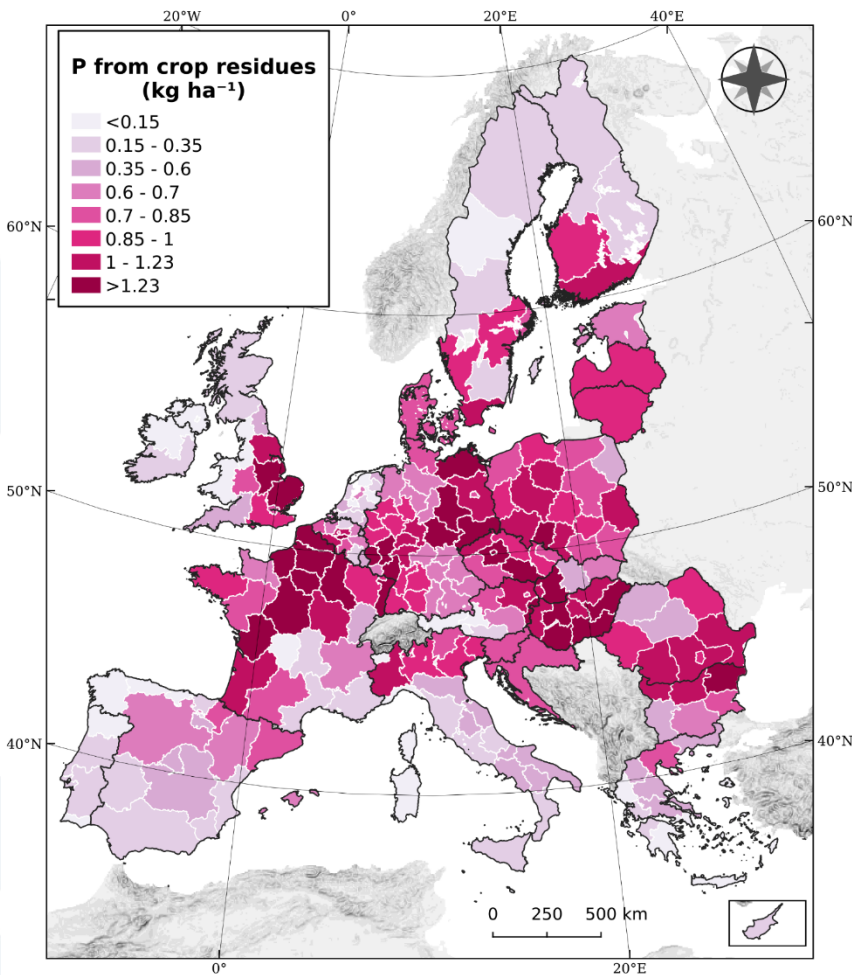 20°W 0° 20°E 40°E
P from crop residues
(kg ha⁻¹)
<0.15
0.15 - 0.35
0.35 - 0.6
0.6 - 0.7
0.7 - 0.85
0.85 - 1
1 - 1.23
>1.23
60°N 60°N
50°N 50°N
40°N 40°N
0 250 500 km
0° 20°E